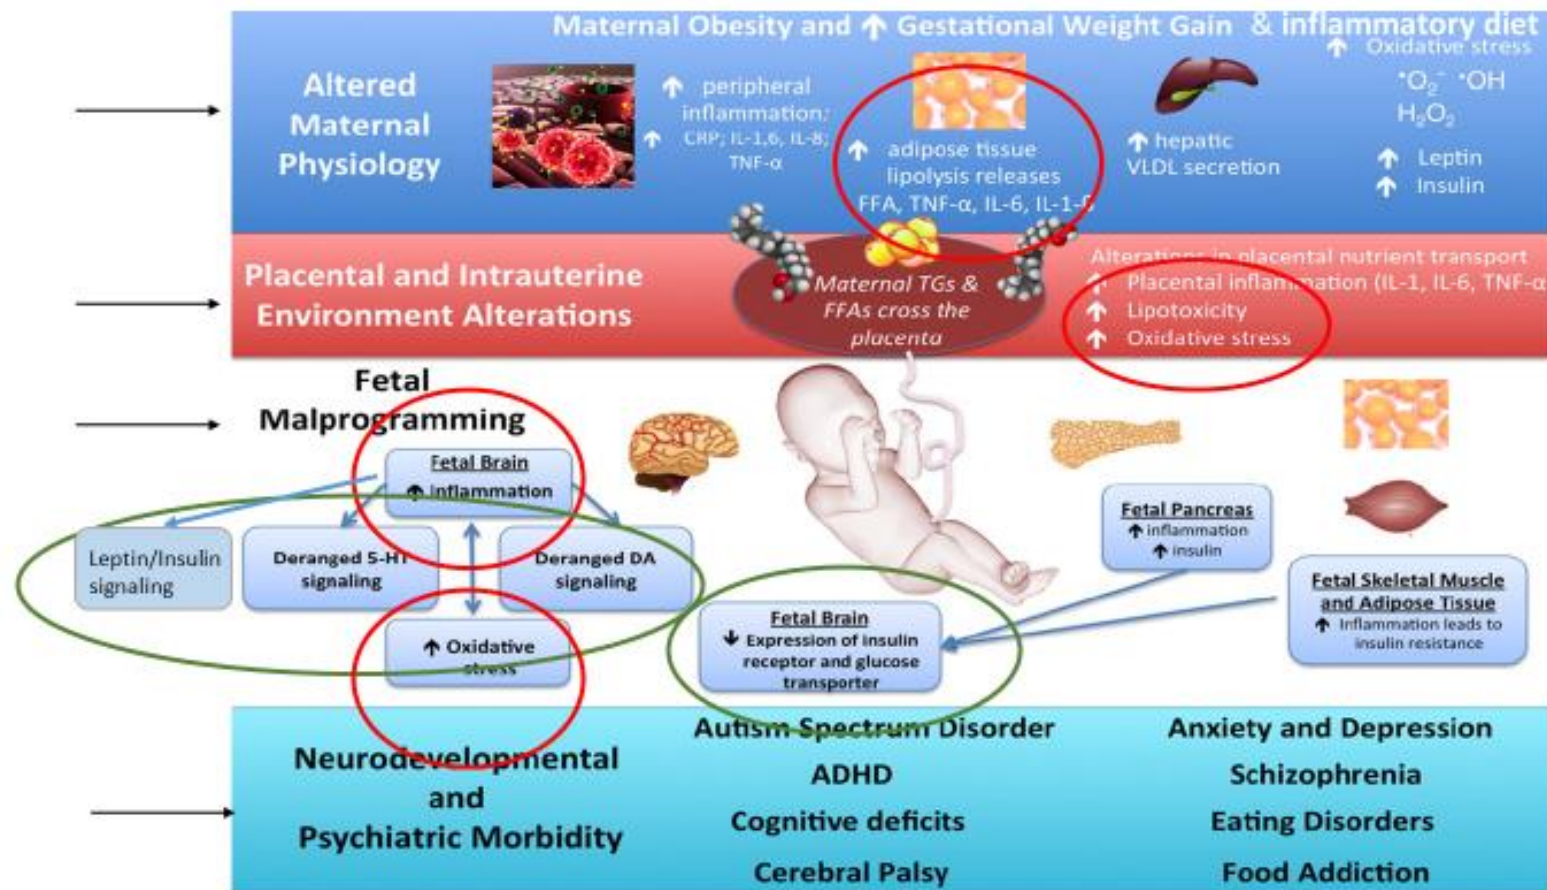 Maternal Obesity and ↑ Gestational Weight Gain & inflammatory diet
Altered
Maternal
Physiology
↑ peripheral
inflammation;
↑ CRP; IL-1,6, IL-8;
TNF-α
↑ adipose tissue
lipolysis releases
FFA, TNF-α, IL-6, IL-1-ß
↑ hepatic
VLDL secretion
↑ Oxidative stress
•O₂⁻ •OH
H₂O₂
↑ Leptin
↑ Insulin
Placental and Intrauterine
Environment Alterations
Maternal TGs &
FFAs cross the
placenta
Alterations in placental nutrient transport
↑ Placental inflammation (IL-1, IL-6, TNF-α
↑ Lipotoxicity
↑ Oxidative stress
Fetal
Malprogramming
Fetal Brain
↑ Inflammation
Leptin/Insulin
signaling
Deranged 5-HT
signaling
Deranged DA
signaling
↑ Oxidative
stress
Fetal Brain
↓ Expression of insulin
receptor and glucose
transporter
Fetal Pancreas
↑ inflammation
↑ insulin
Fetal Skeletal Muscle
and Adipose Tissue
↑ Inflammation leads to
insulin resistance
Neurodevelopmental
and
Psychiatric Morbidity
Autism Spectrum Disorder
ADHD
Cognitive deficits
Cerebral Palsy
Anxiety and Depression
Schizophrenia
Eating Disorders
Food Addiction